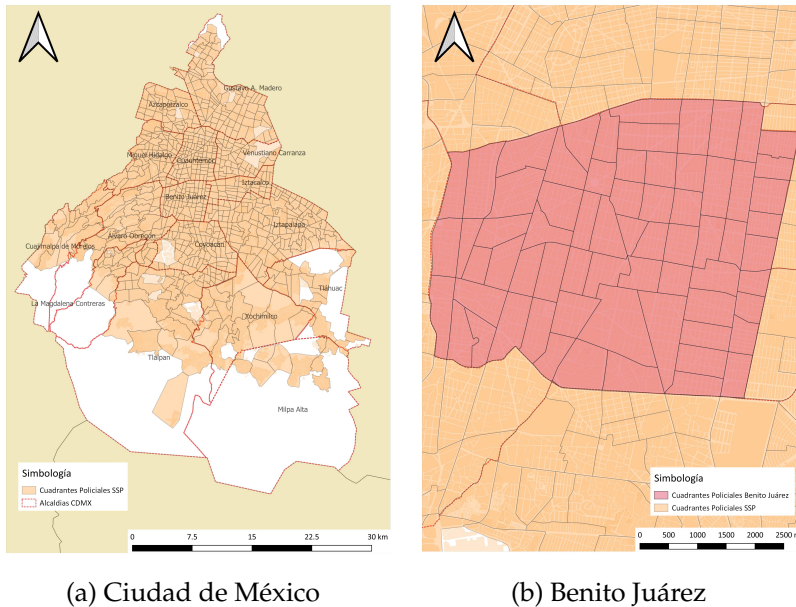 Gustavo A. Madero
Azcapotzalco
Miguel Hidalgo
Cuauhtémoc
Venustiano Carranza
Iztacalco
Benito Juárez
Iztapalapa
Álvaro Obregón
Coyoacán
Cuajimalpa de Morelos
Tláhuac
La Magdalena Contreras
Xochimilco
Tlalpan
Milpa Alta
Simbología
Cuadrantes Policiales SSP
Alcaldías CDMX
0 7.5 15 22.5 30 km
(a) Ciudad de México
Simbología
Cuadrantes Policiales Benito Juárez
Cuadrantes Policiales SSP
0 500 1000 1500 2000 2500 m
(b) Benito Juárez